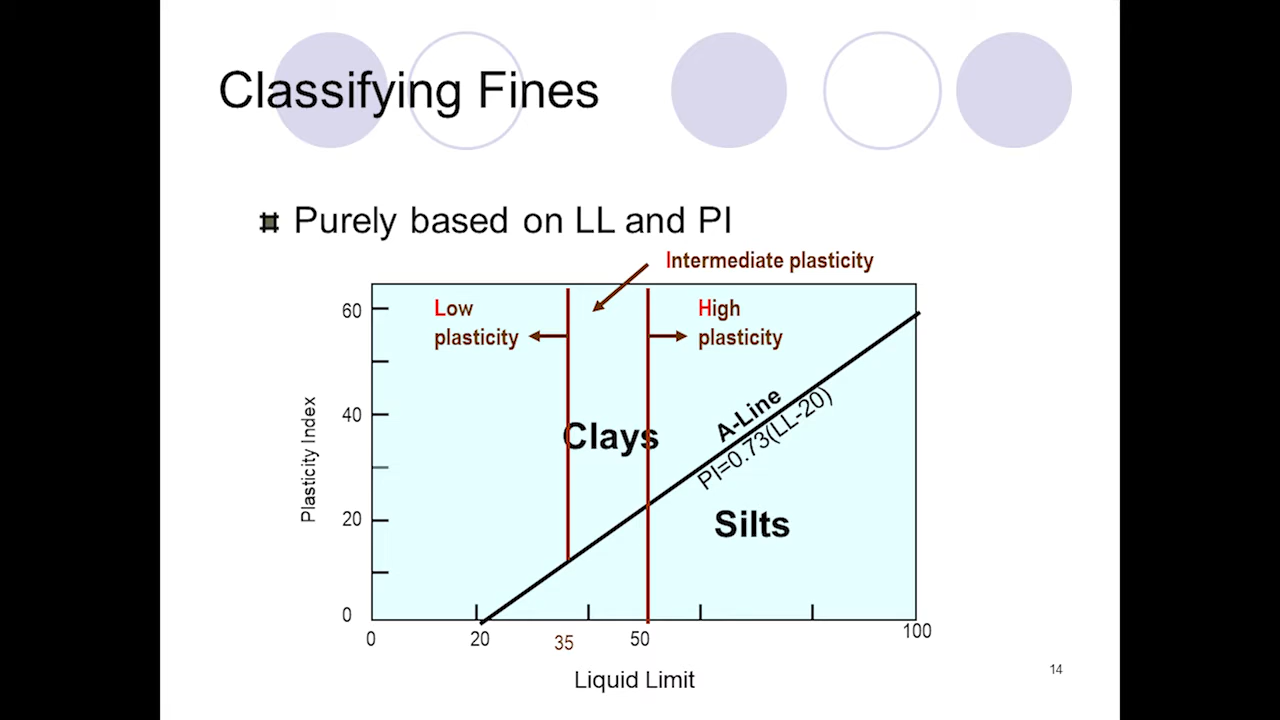 Classifying Fines
Purely based on LL and PI
Intermediate plasticity
Low
plasticity
High
plasticity
60
40
20
0
Plasticity Index
Clays
A-Line
PI=0.73(LL-20)
Silts
0
20
35
50
100
Liquid Limit
14